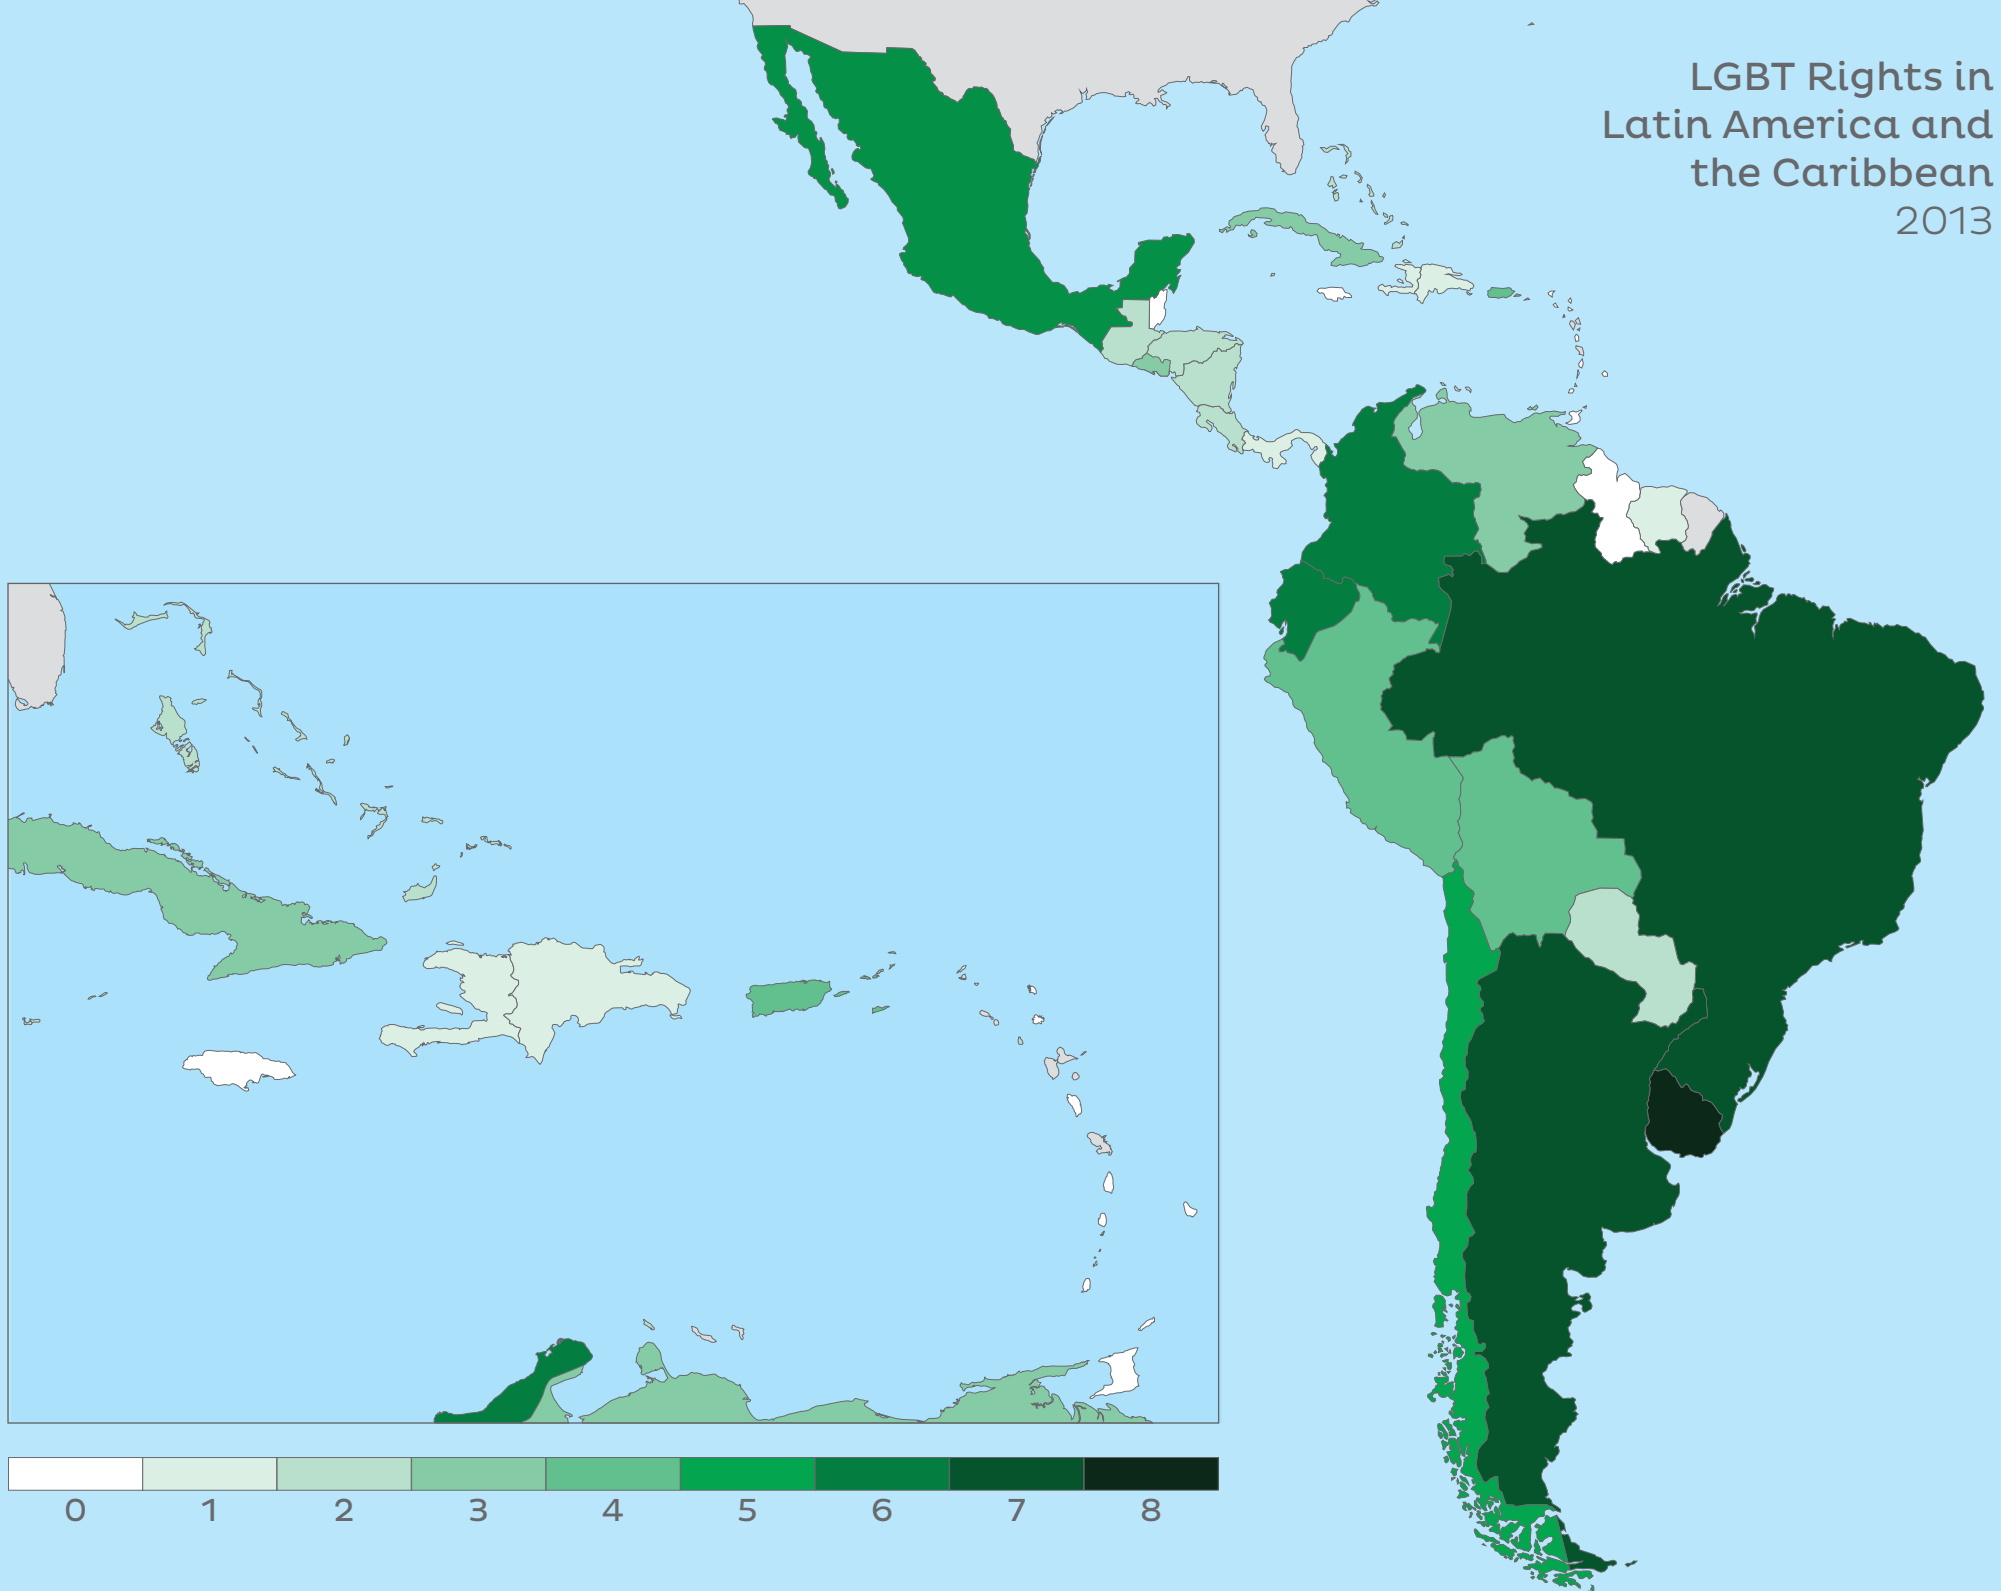 LGBT Rights in
Latin America and
the Caribbean
2013
0 1 2 3 4 5 6 7 8